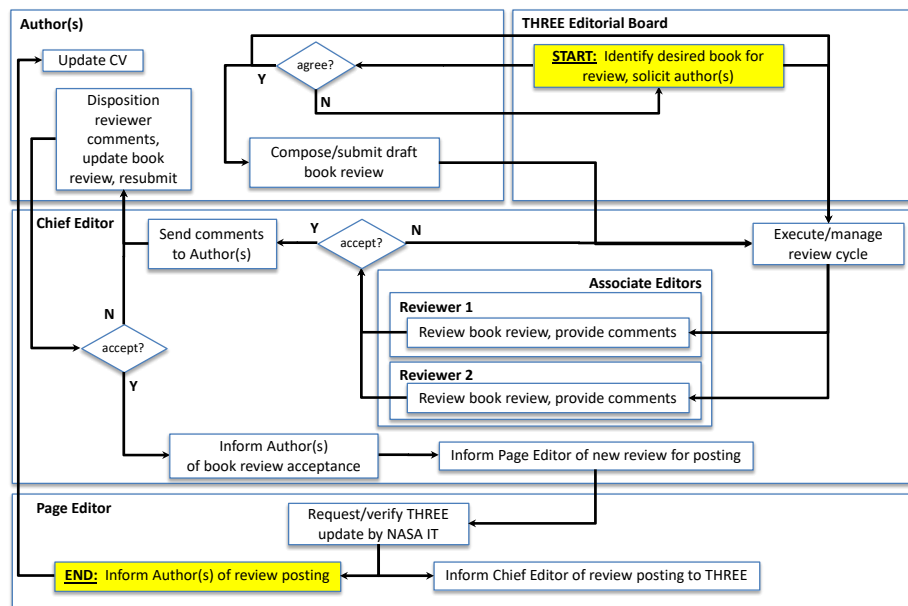 Author(s)
THREE Editorial Board
Update CV
agree?
START: Identify desired book for
review, solicit author(s)
Y
N
Disposition
reviewer
comments,
update book
review, resubmit
Compose/submit draft
book review
Chief Editor
Send comments
to Author(s)
Y
accept?
N
Execute/manage
review cycle
Associate Editors
Reviewer 1
Review book review, provide comments
N
accept?
Y
Reviewer 2
Review book review, provide comments
Inform Author(s)
of book review acceptance
Inform Page Editor of new review for posting
Page Editor
Request/verify THREE
update by NASA IT
END: Inform Author(s) of review posting
Inform Chief Editor of review posting to THREE